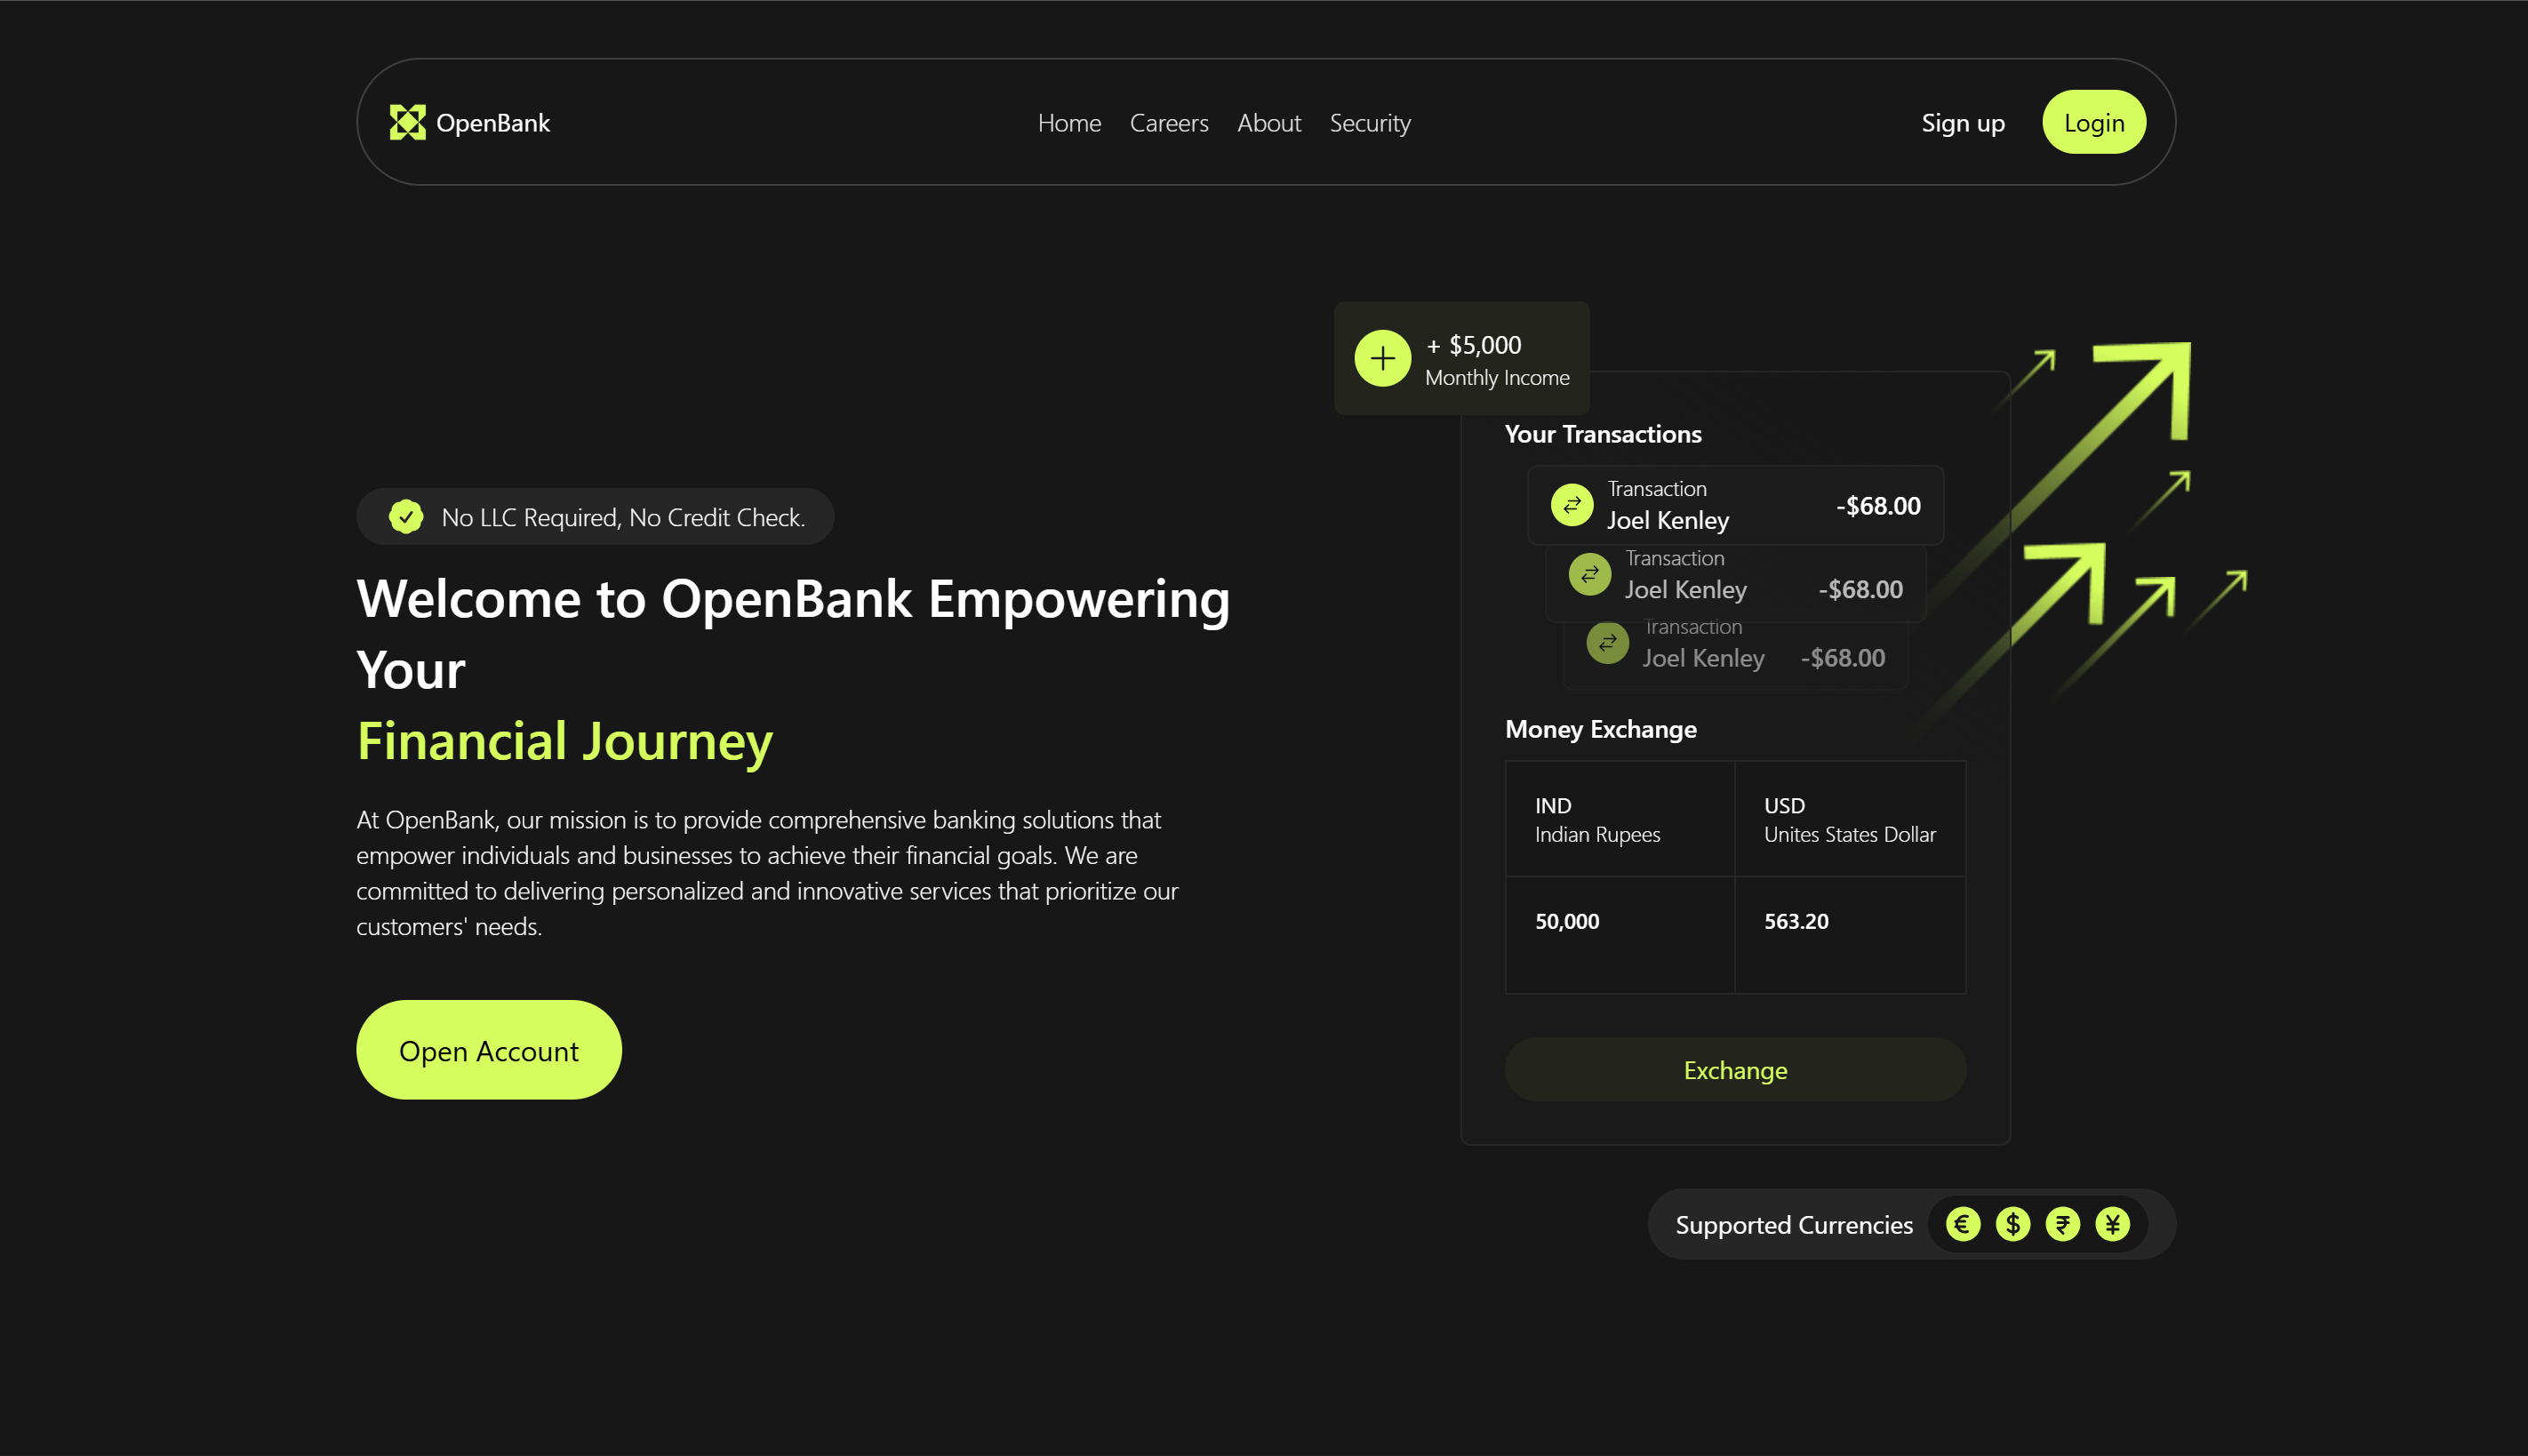 OpenBank
Home Careers About Security
Sign up Login
No LLC Required, No Credit Check.
Welcome to OpenBank Empowering
Your
Financial Journey
At OpenBank, our mission is to provide comprehensive banking solutions that
empower individuals and businesses to achieve their financial goals. We are
committed to delivering personalized and innovative services that prioritize our
customers' needs.
Open Account
+ $5,000
Monthly Income
Your Transactions
Transaction
Joel Kenley -$68.00
Transaction
Joel Kenley -$68.00
Transaction
Joel Kenley -$68.00
Money Exchange
IND USD
Indian Rupees Unites States Dollar
50,000 563.20
Exchange
Supported Currencies € $ ₹ ¥